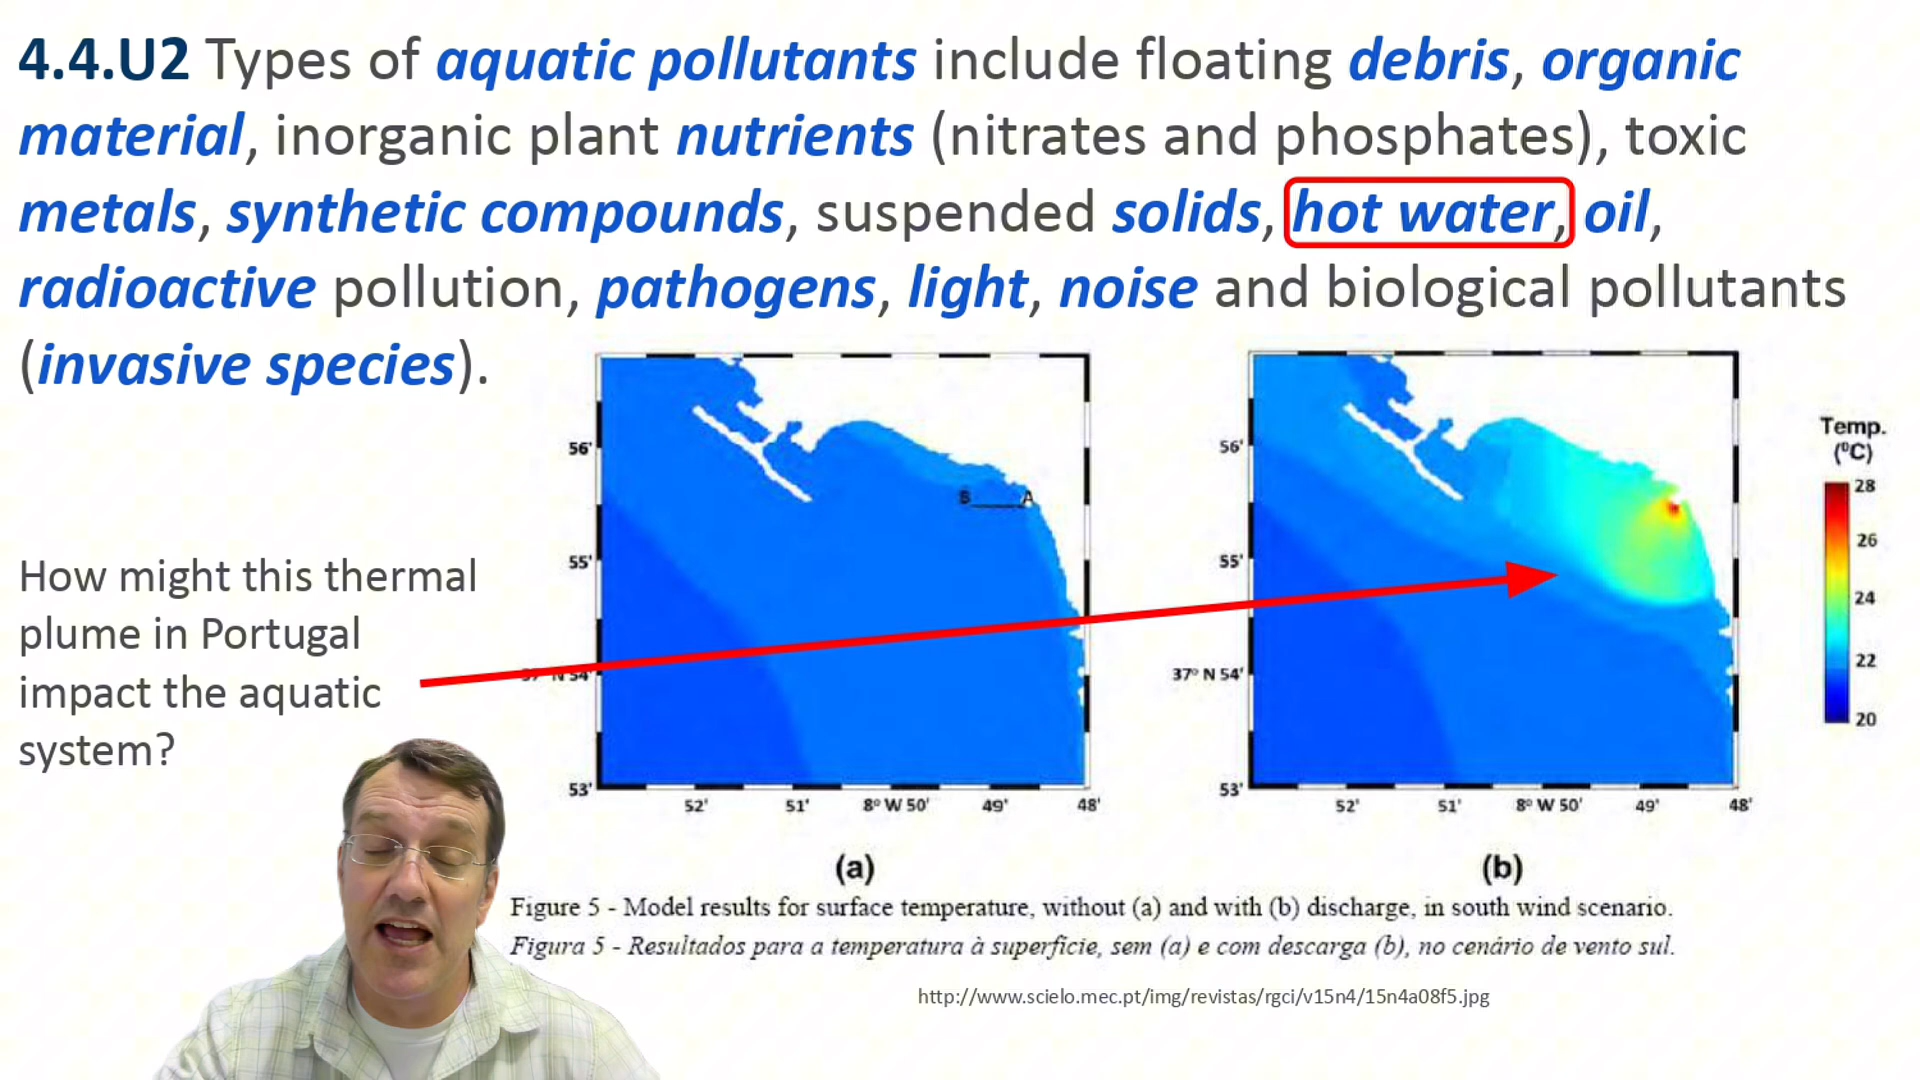 4.4.U2 Types of aquatic pollutants include floating debris, organic
material, inorganic plant nutrients (nitrates and phosphates), toxic
metals, synthetic compounds, suspended solids, hot water, oil,
radioactive pollution, pathogens, light, noise and biological pollutants
(invasive species).
How might this thermal
plume in Portugal
impact the aquatic
system?
56'
55'
37° N 54'
53'
52' 51' 8° W 50' 49' 48'
B A
(a)
56'
55'
37° N 54'
53'
52' 51' 8° W 50' 49' 48'
(b)
Temp.
(°C)
28
26
24
22
20
Figure 5 - Model results for surface temperature, without (a) and with (b) discharge, in south wind scenario.
Figura 5 - Resultados para a temperatura à superfície, sem (a) e com descarga (b), no cenário de vento sul.
http://www.scielo.mec.pt/img/revistas/rgci/v15n4/15n4a08f5.jpg